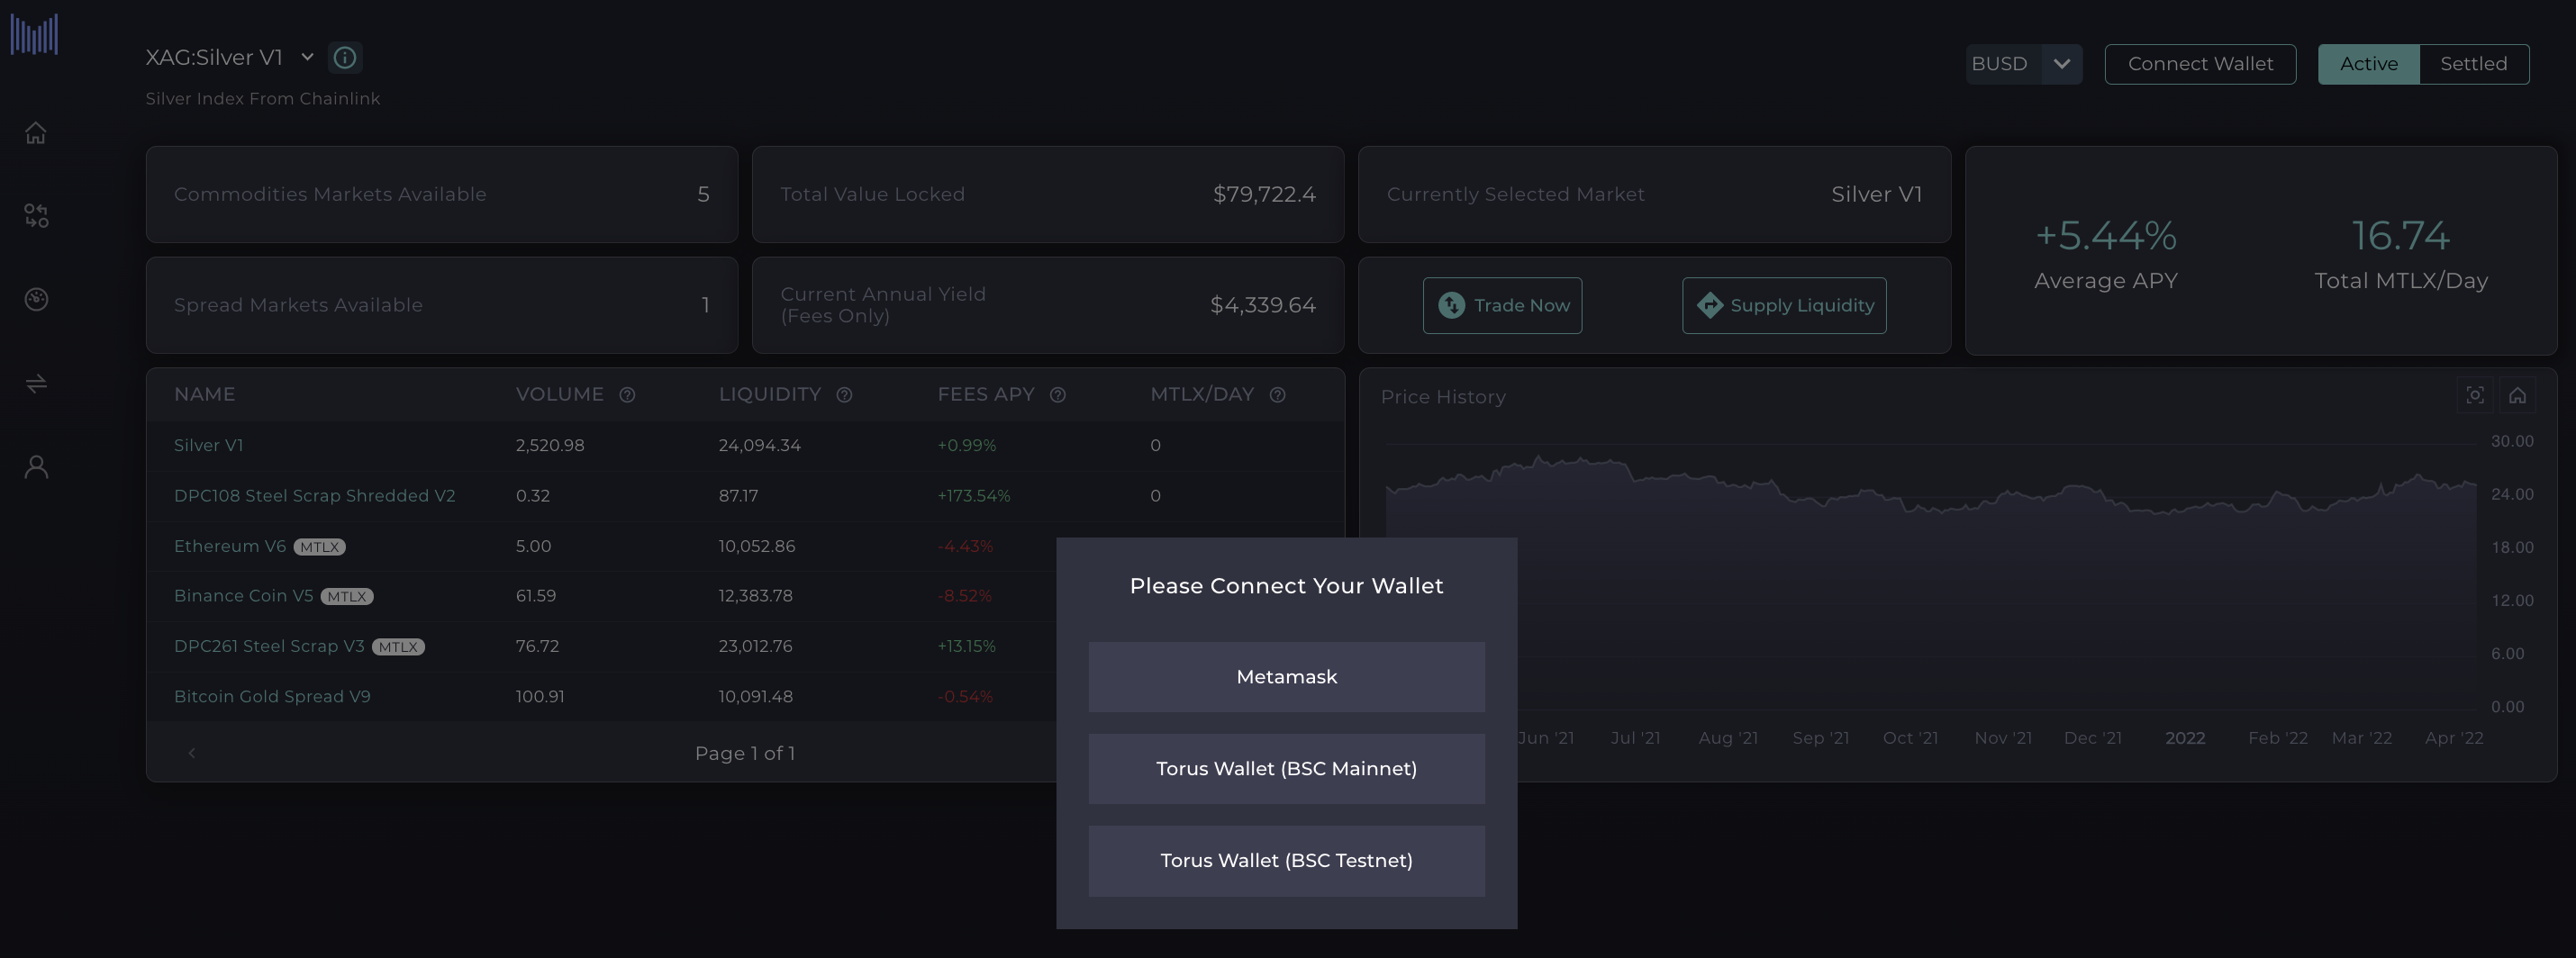 XAG:Silver V1
Silver Index From Chainlink
BUSD
Connect Wallet
Active
Settled
Commodities Markets Available
5
Total Value Locked
$79,722.4
Currently Selected Market
Silver V1
+5.44%
Average APY
16.74
Total MTLX/Day
Spread Markets Available
1
Current Annual Yield
(Fees Only)
$4,339.64
Trade Now
Supply Liquidity
NAME VOLUME LIQUIDITY FEES APY MTLX/DAY
Silver V1 2,520.98 24,094.34 +0.99% 0
DPC108 Steel Scrap Shredded V2 0.32 87.17 +173.54% 0
Ethereum V6 MTLX 5.00 10,052.86 -4.43%
Binance Coin V5 MTLX 61.59 12,383.78 -8.52%
DPC261 Steel Scrap V3 MTLX 76.72 23,012.76 +13.15%
Bitcoin Gold Spread V9 100.91 10,091.48 -0.54%
Page 1 of 1
Price History
30.00
24.00
18.00
12.00
6.00
0.00
Jun '21 Jul '21 Aug '21 Sep '21 Oct '21 Nov '21 Dec '21 2022 Feb '22 Mar '22 Apr '22
Please Connect Your Wallet
Metamask
Torus Wallet (BSC Mainnet)
Torus Wallet (BSC Testnet)